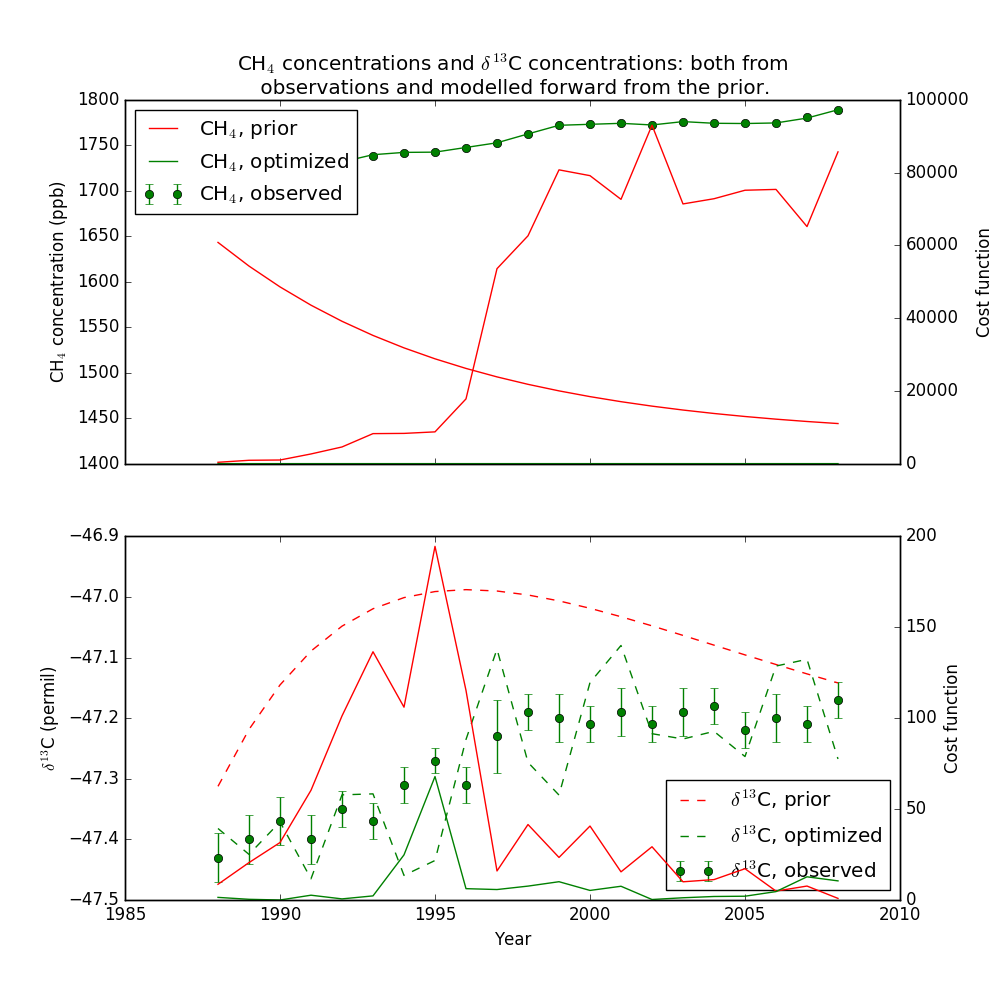 CH₄ concentrations and δ¹³C concentrations: both from
observations and modelled forward from the prior.
1800
1750
1700
1650
1600
1550
1500
1450
1400
CH₄ concentration (ppb)
CH₄, prior
CH₄, optimized
CH₄, observed
100000
80000
60000
40000
20000
0
Cost function
−46.9
−47.0
−47.1
−47.2
−47.3
−47.4
−47.5
δ¹³C (permil)
200
150
100
50
0
Cost function
δ¹³C, prior
δ¹³C, optimized
δ¹³C, observed
1985 1990 1995 2000 2005 2010
Year